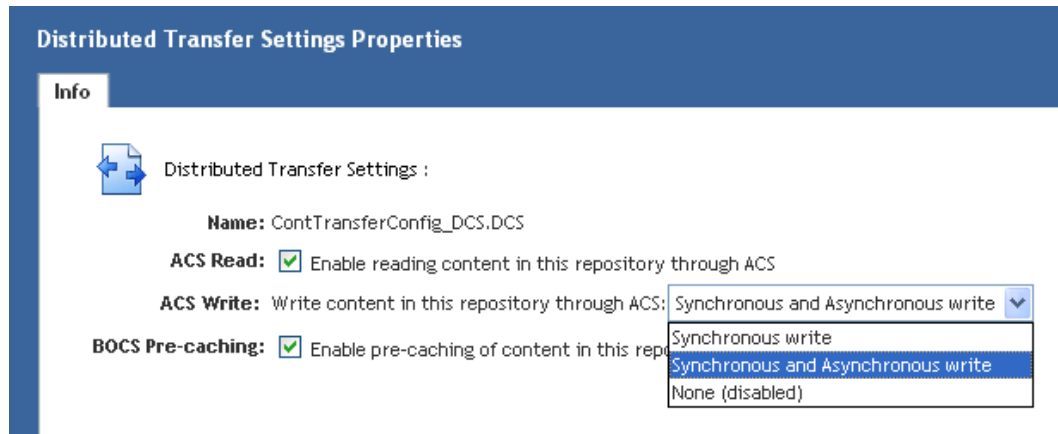 Distributed Transfer Settings Properties
Info
Distributed Transfer Settings :
Name: ContTransferConfig_DCS.DCS
ACS Read: Enable reading content in this repository through ACS
ACS Write: Write content in this repository through ACS: Synchronous and Asynchronous write
BOCS Pre-caching: Enable pre-caching of content in this repo
Synchronous write
Synchronous and Asynchronous write
None (disabled)